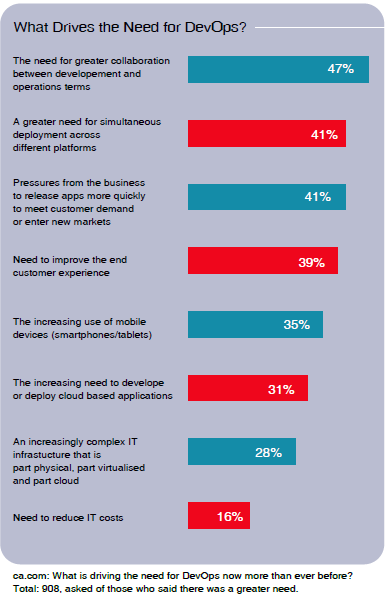 What Drives the Need for DevOps?
The need for greater collaboration
between developement and
operations terms
47%
A greater need for simultaneous
deployment across
different platforms
41%
Pressures from the business
to release apps more quickly
to meet customer demand
or enter new markets
41%
Need to improve the end
customer experience
39%
The increasing use of mobile
devices (smartphones/tablets)
35%
The increasing need to develope
or deploy cloud based applications
31%
An increasingly complex IT
infrastucture that is
part physical, part virtualised
and part cloud
28%
Need to reduce IT costs
16%
ca.com: What is driving the need for DevOps now more than ever before?
Total: 908, asked of those who said there was a greater need.